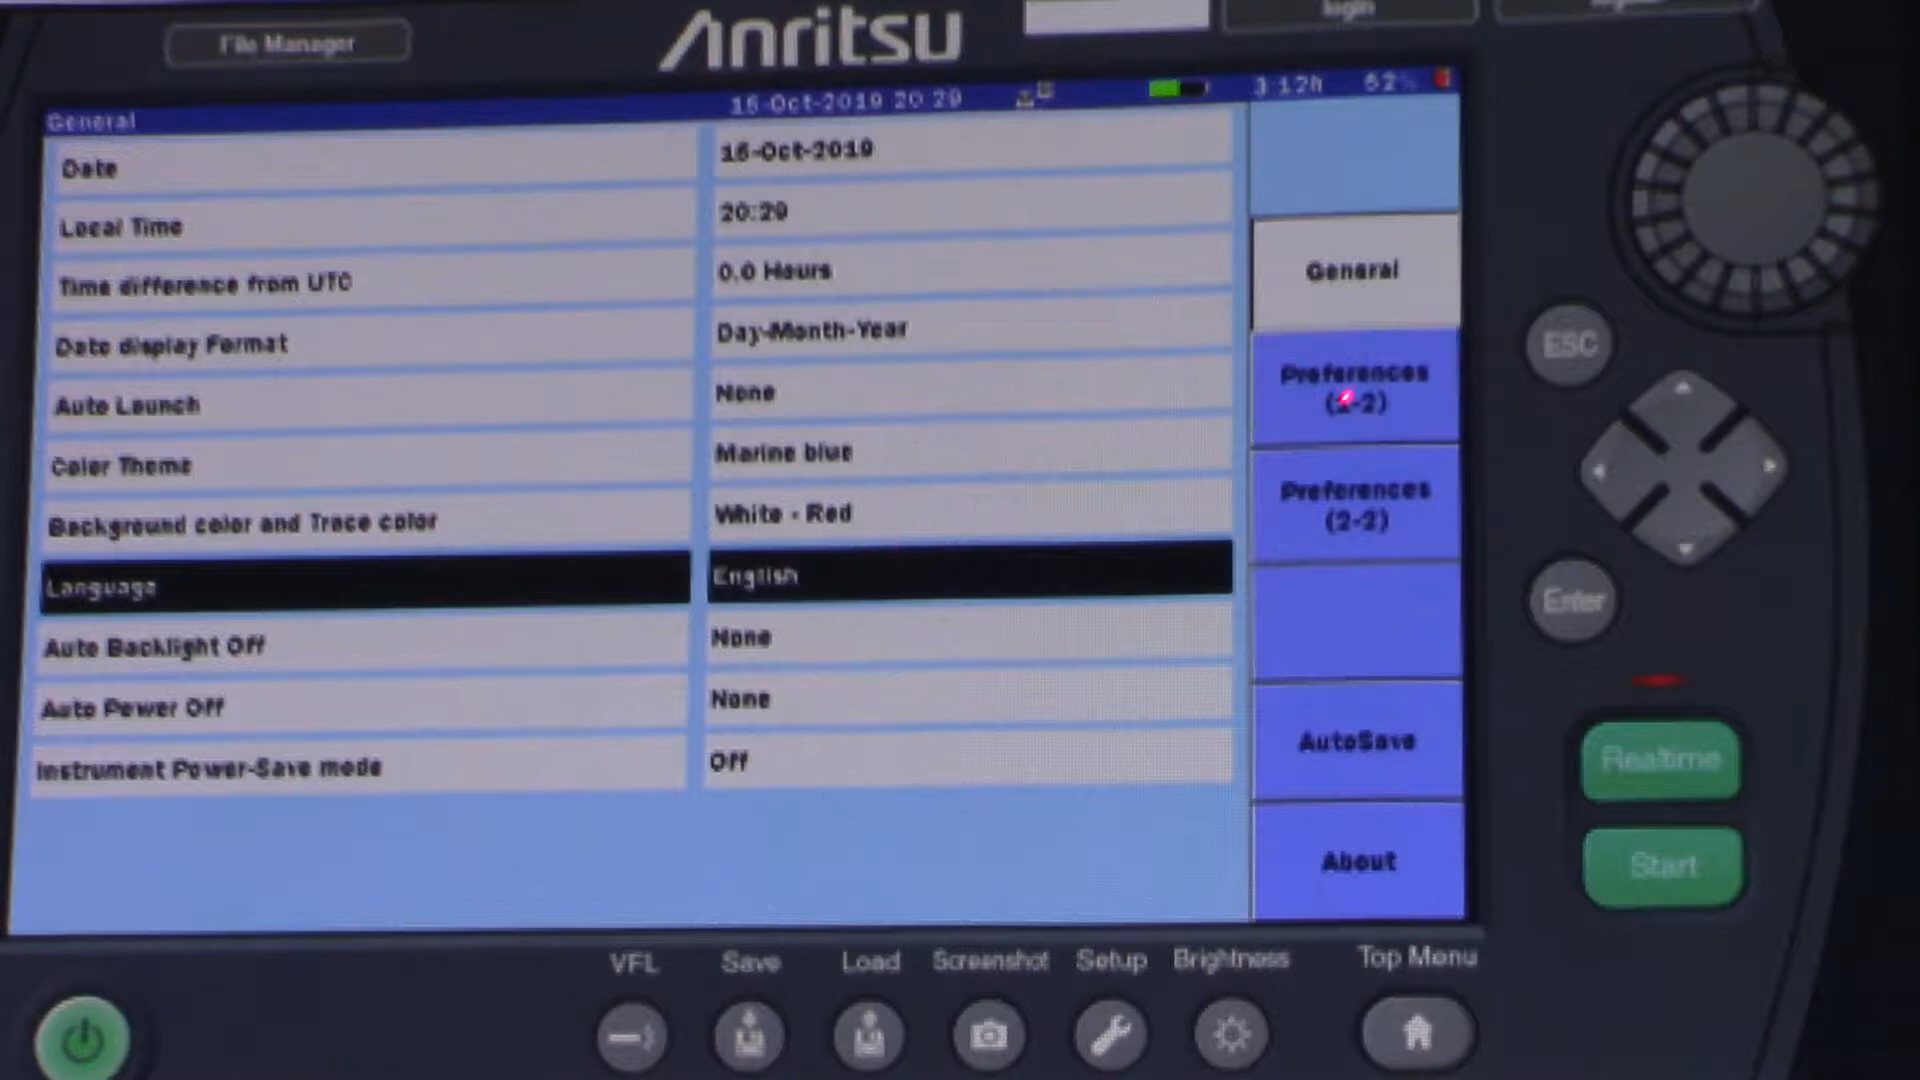 File Manager
Anritsu
login
General 16-Oct-2019 20:29 3:12h 52%
Date 16-Oct-2019
Local Time 20:29
Time difference from UTC 0.0 Hours
Date display Format Day-Month-Year
Auto Launch None
Color Theme Marine blue
Background color and Trace color White - Red
Language English
Auto Backlight Off None
Auto Power Off None
Instrument Power-Save mode Off
General
Preferences
(1-2)
Preferences
(2-2)
AutoSave
About
ESC
Enter
Realtime
Start
VFL Save Load Screenshot Setup Brightness Top Menu